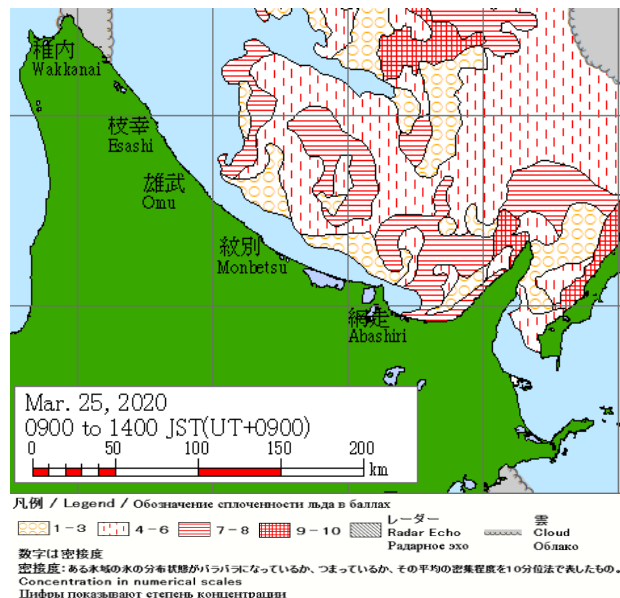 稚内
Wakkanai
枝幸
Esashi
雄武
Omu
紋別
Monbetsu
網走
Abashiri
Mar. 25, 2020
0900 to 1400 JST(UT+0900)
0 50 100 150 200
km
凡例 / Legend / Обозначение сплоченности льда в баллах
1-3 4-6 7-8 9-10 レーダー Radar Echo Радарное эхо 雲 Cloud Облако
数字は密接度
密接度:ある氷域の氷の分布状態がバラバラになっているか、つまっているか、その平均の密集程度を10分位法で表したもの。
Concentration in numerical scales
Цифры показывают степень концентрации